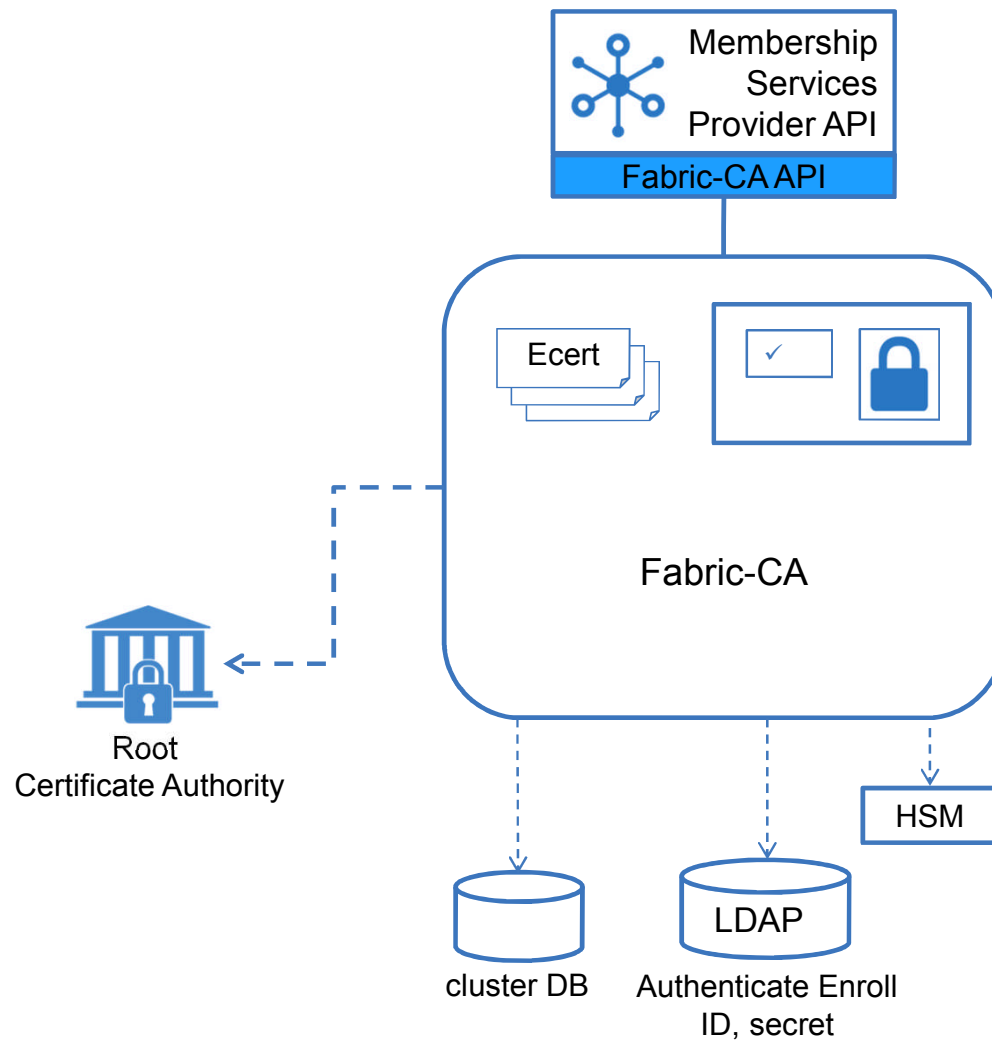 Membership
Services
Provider API
Fabric-CA API
Ecert
✓
Fabric-CA
Root
Certificate Authority
HSM
LDAP
cluster DB
Authenticate Enroll
ID, secret